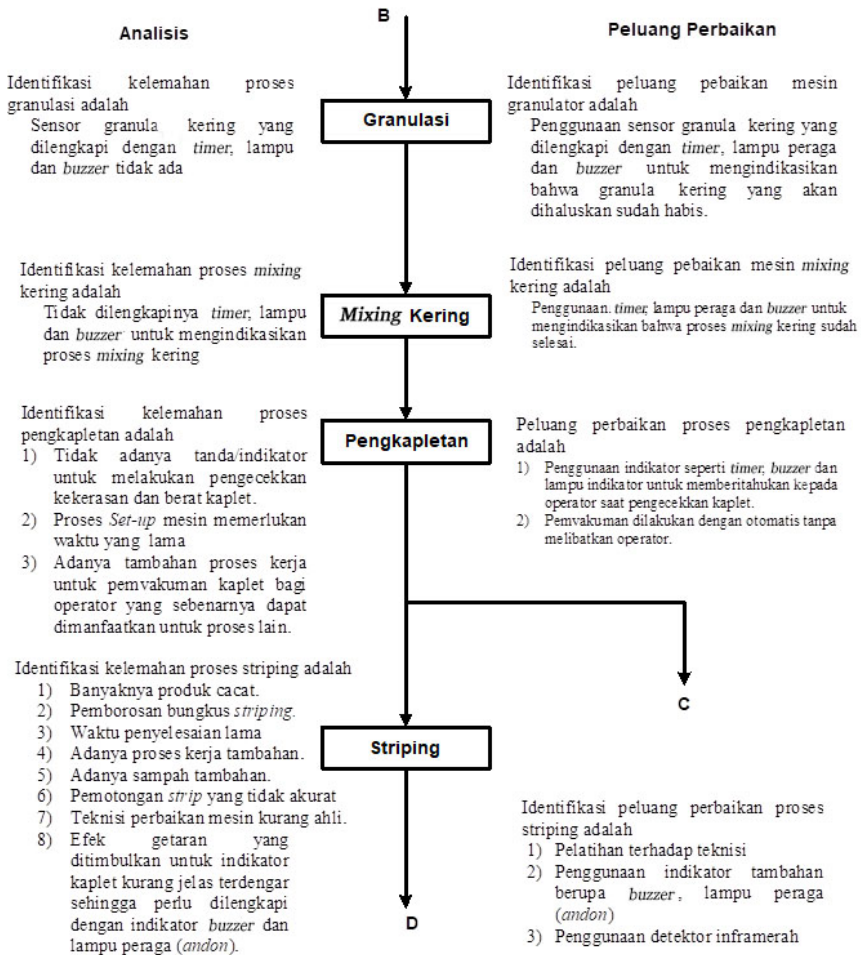 B
Analisis
Peluang Perbaikan
Identifikasi kelemahan proses
granulasi adalah
Sensor granula kering yang
dilengkapi dengan timer, lampu
dan buzzer tidak ada
Granulasi
Identifikasi peluang pebaikan mesin
granulator adalah
Penggunaan sensor granula kering yang
dilengkapi dengan timer, lampu peraga
dan buzzer untuk mengindikasikan
bahwa granula kering yang akan
dihaluskan sudah habis.
Identifikasi kelemahan proses mixing
kering adalah
Tidak dilengkapinya timer, lampu
dan buzzer untuk mengindikasikan
proses mixing kering
Mixing Kering
Identifikasi peluang pebaikan mesin mixing
kering adalah
Penggunaan. timer, lampu peraga dan buzzer untuk
mengindikasikan bahwa proses mixing kering sudah
selesai.
Identifikasi kelemahan proses
pengkapletan adalah
1) Tidak adanya tanda/indikator
untuk melakukan pengecekkan
kekerasan dan berat kaplet.
2) Proses Set-up mesin memerlukan
waktu yang lama
3) Adanya tambahan proses kerja
untuk pemvakuman kaplet bagi
operator yang sebenarnya dapat
dimanfaatkan untuk proses lain.
Pengkapletan
Peluang perbaikan proses pengkapletan
adalah
1) Penggunaan indikator seperti timer, buzzer dan
lampu indikator untuk memberitahukan kepada
operator saat pengecekkan kaplet.
2) Pemvakuman dilakukan dengan otomatis tanpa
melibatkan operator.
C
Identifikasi kelemahan proses striping adalah
1) Banyaknya produk cacat.
2) Pemborosan bungkus striping.
3) Waktu penyelesaian lama
4) Adanya proses kerja tambahan.
5) Adanya sampah tambahan.
6) Pemotongan strip yang tidak akurat
7) Teknisi perbaikan mesin kurang ahli.
8) Efek getaran yang
ditimbulkan untuk indikator
kaplet kurang jelas terdengar
sehingga perlu dilengkapi
dengan indikator buzzer dan
lampu peraga (andon).
Striping
D
Identifikasi peluang perbaikan proses
striping adalah
1) Pelatihan terhadap teknisi
2) Penggunaan indikator tambahan
berupa buzzer, lampu peraga
(andon)
3) Penggunaan detektor inframerah